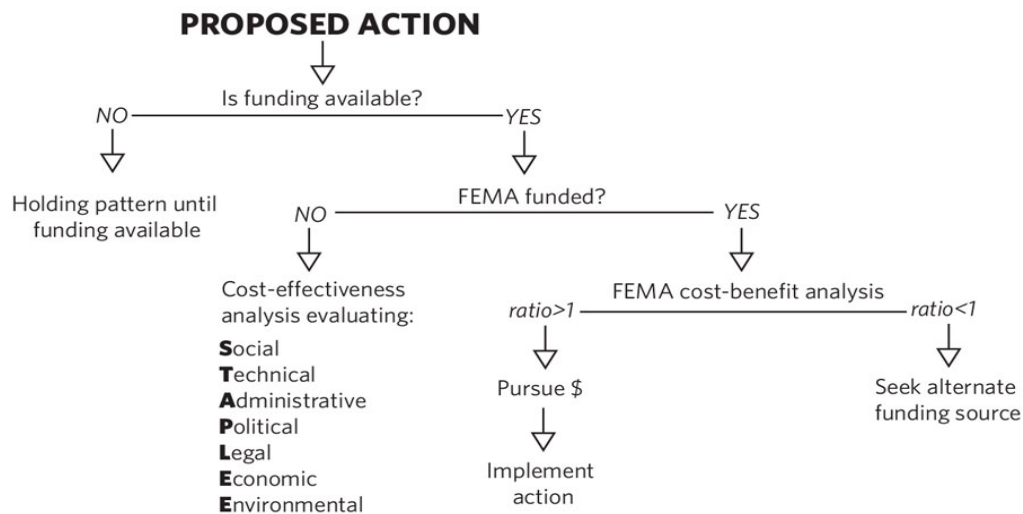 PROPOSED ACTION
Is funding available?
NO
YES
Holding pattern until
funding available
FEMA funded?
NO
YES
Cost-effectiveness
analysis evaluating:
Social
Technical
Administrative
Political
Legal
Economic
Environmental
FEMA cost-benefit analysis
ratio>1
ratio<1
Pursue $
Implement
action
Seek alternate
funding source